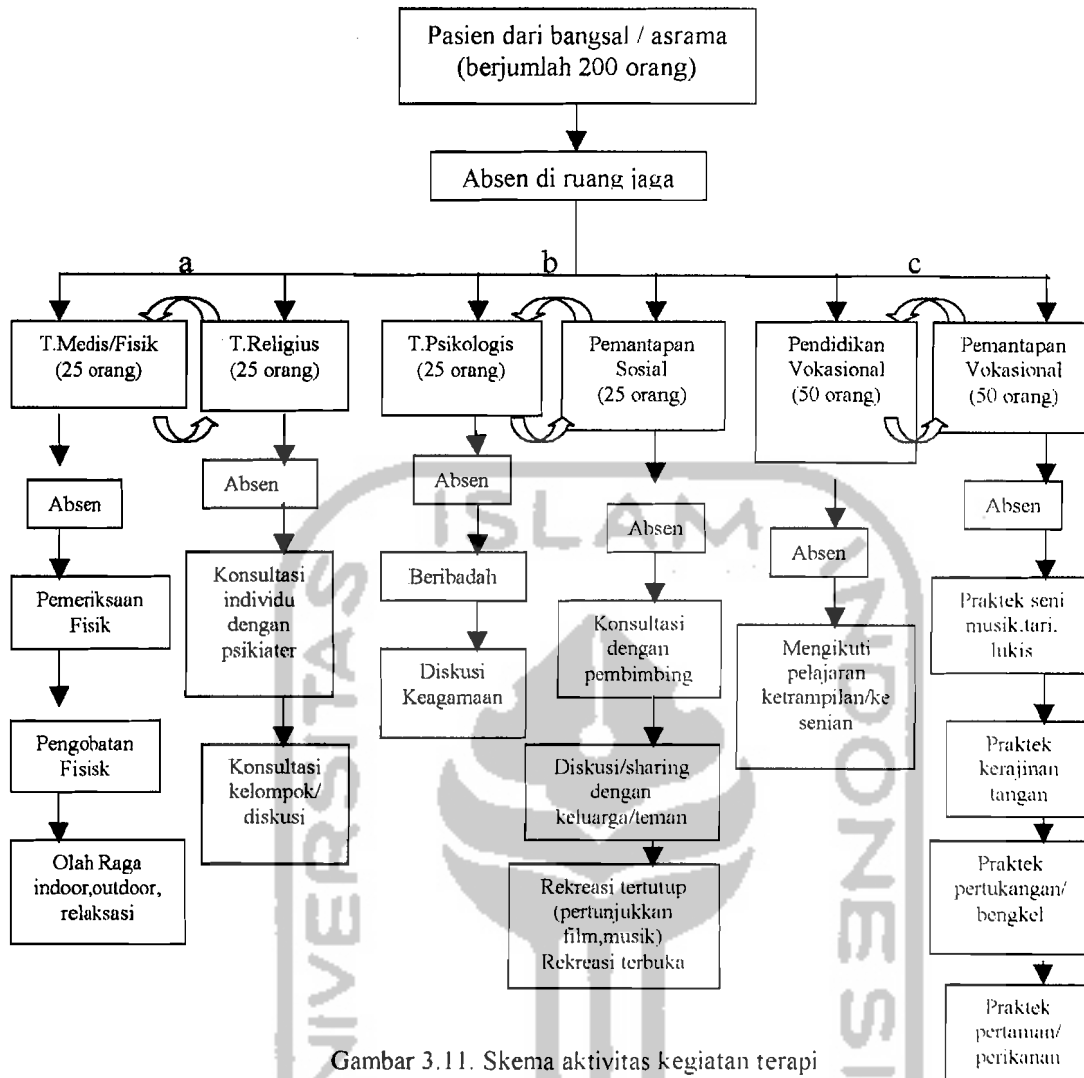 Pasien dari bangsal / asrama
(berjumlah 200 orang)
Absen di ruang jaga
a
b
c
T.Medis/Fisik
(25 orang)
T.Religius
(25 orang)
T.Psikologis
(25 orang)
Pemantapan
Sosial
(25 orang)
Pendidikan
Vokasional
(50 orang)
Pemantapan
Vokasional
(50 orang)
Absen
Pemeriksaan
Fisik
Pengobatan
Fisisk
Olah Raga
indoor,outdoor,
relaksasi
Absen
Konsultasi
individu
dengan
psikiater
Konsultasi
kelompok/
diskusi
Absen
Beribadah
Diskusi
Keagamaan
Absen
Konsultasi
dengan
pembimbing
Diskusi/sharing
dengan
keluarga/teman
Rekreasi tertutup
(pertunjukkan
film,musik)
Rekreasi terbuka
Absen
Mengikuti
pelajaran
ketrampilan/ke
senian
Absen
Praktek seni
musik.tari.
lukis
Praktek
kerajinan
tangan
Praktek
pertukangan/
bengkel
Praktek
pertaman/
perikanan
Gambar 3.11. Skema aktivitas kegiatan terapi
ISLAM
UNIVERSITAS
INDONESI